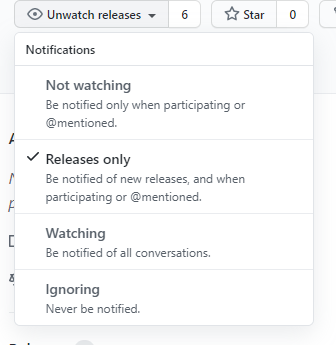 Unwatch releases 6 Star 0
Notifications
Not watching
Be notified only when participating or
@mentioned.
Releases only
Be notified of new releases, and when
participating or @mentioned.
Watching
Be notified of all conversations.
Ignoring
Never be notified.